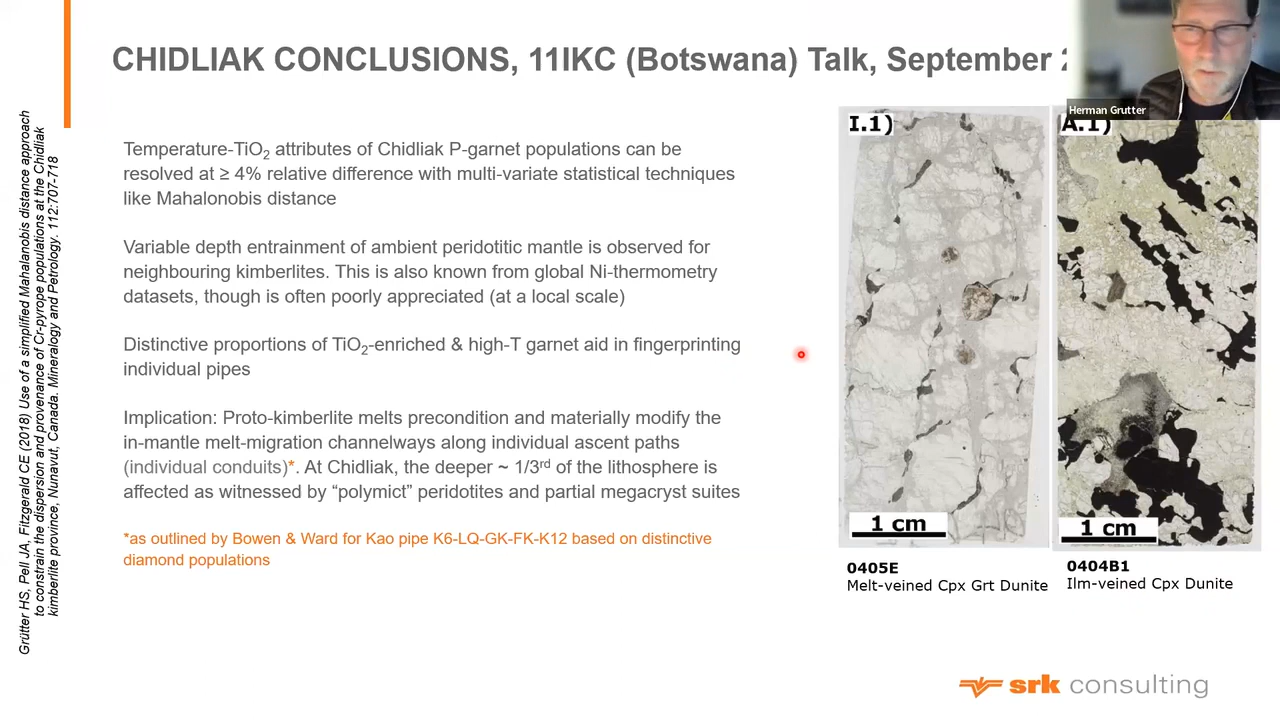 CHIDLIAK CONCLUSIONS, 11IKC (Botswana) Talk, September
Herman Grutter
Grütter HS, Pell JA, Fitzgerald CE (2018) Use of a simplified Mahalanobis distance approach
to constrain the dispersion and provenance of Cr-pyrope populations at the Chidliak
kimberlite province, Nunavut, Canada. Mineralogy and Petrology. 112:707-718
Temperature-TiO₂ attributes of Chidliak P-garnet populations can be
resolved at ≥ 4% relative difference with multi-variate statistical techniques
like Mahalonobis distance
Variable depth entrainment of ambient peridotitic mantle is observed for
neighbouring kimberlites. This is also known from global Ni-thermometry
datasets, though is often poorly appreciated (at a local scale)
Distinctive proportions of TiO₂-enriched & high-T garnet aid in fingerprinting
individual pipes
Implication: Proto-kimberlite melts precondition and materially modify the
in-mantle melt-migration channelways along individual ascent paths
(individual conduits)*. At Chidliak, the deeper ~ 1/3rd of the lithosphere is
affected as witnessed by “polymict” peridotites and partial megacryst suites
*as outlined by Bowen & Ward for Kao pipe K6-LQ-GK-FK-K12 based on distinctive
diamond populations
I.1)
1 cm
0405E
Melt-veined Cpx Grt Dunite
A.1)
1 cm
0404B1
Ilm-veined Cpx Dunite
srk consulting